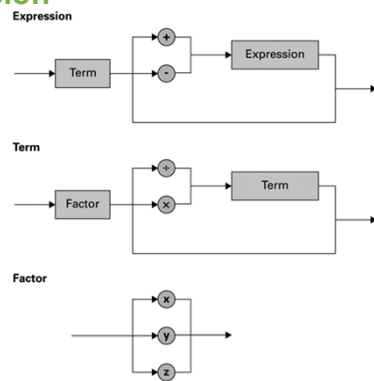 Expression
+
Expression
Term
-
Term
÷
Term
Factor
×
Factor
x
y
z